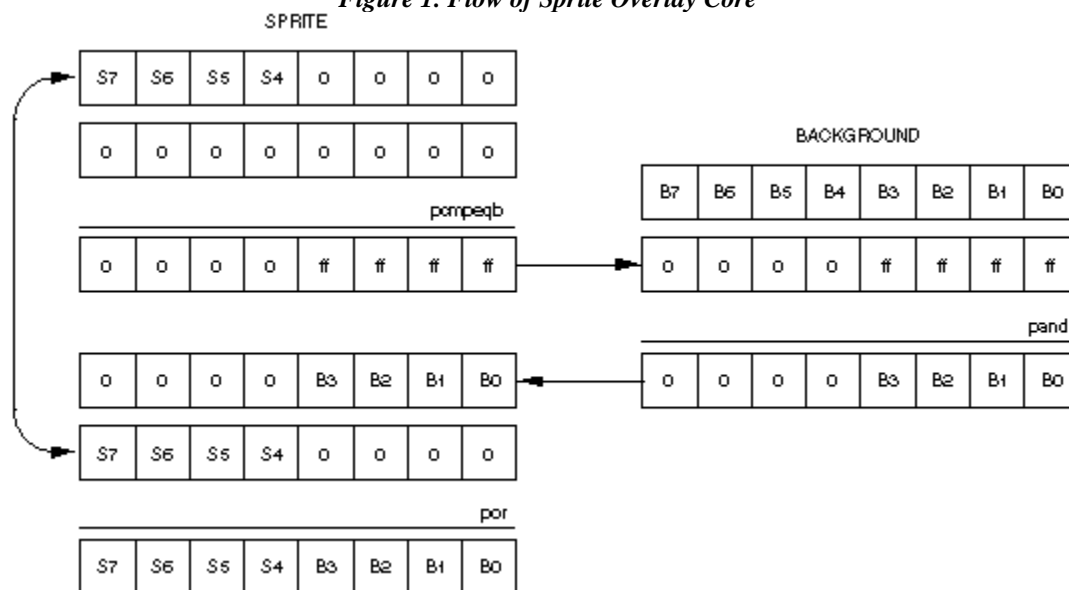 Figure 1. Flow of Sprite Overlay Core
SPRITE
S7 S6 S5 S4 0 0 0 0
0 0 0 0 0 0 0 0
pcmpeqb
0 0 0 0 ff ff ff ff
BACKGROUND
B7 B6 B5 B4 B3 B2 B1 B0
0 0 0 0 ff ff ff ff
pand
0 0 0 0 B3 B2 B1 B0
0 0 0 0 B3 B2 B1 B0
S7 S6 S5 S4 0 0 0 0
por
S7 S6 S5 S4 B3 B2 B1 B0